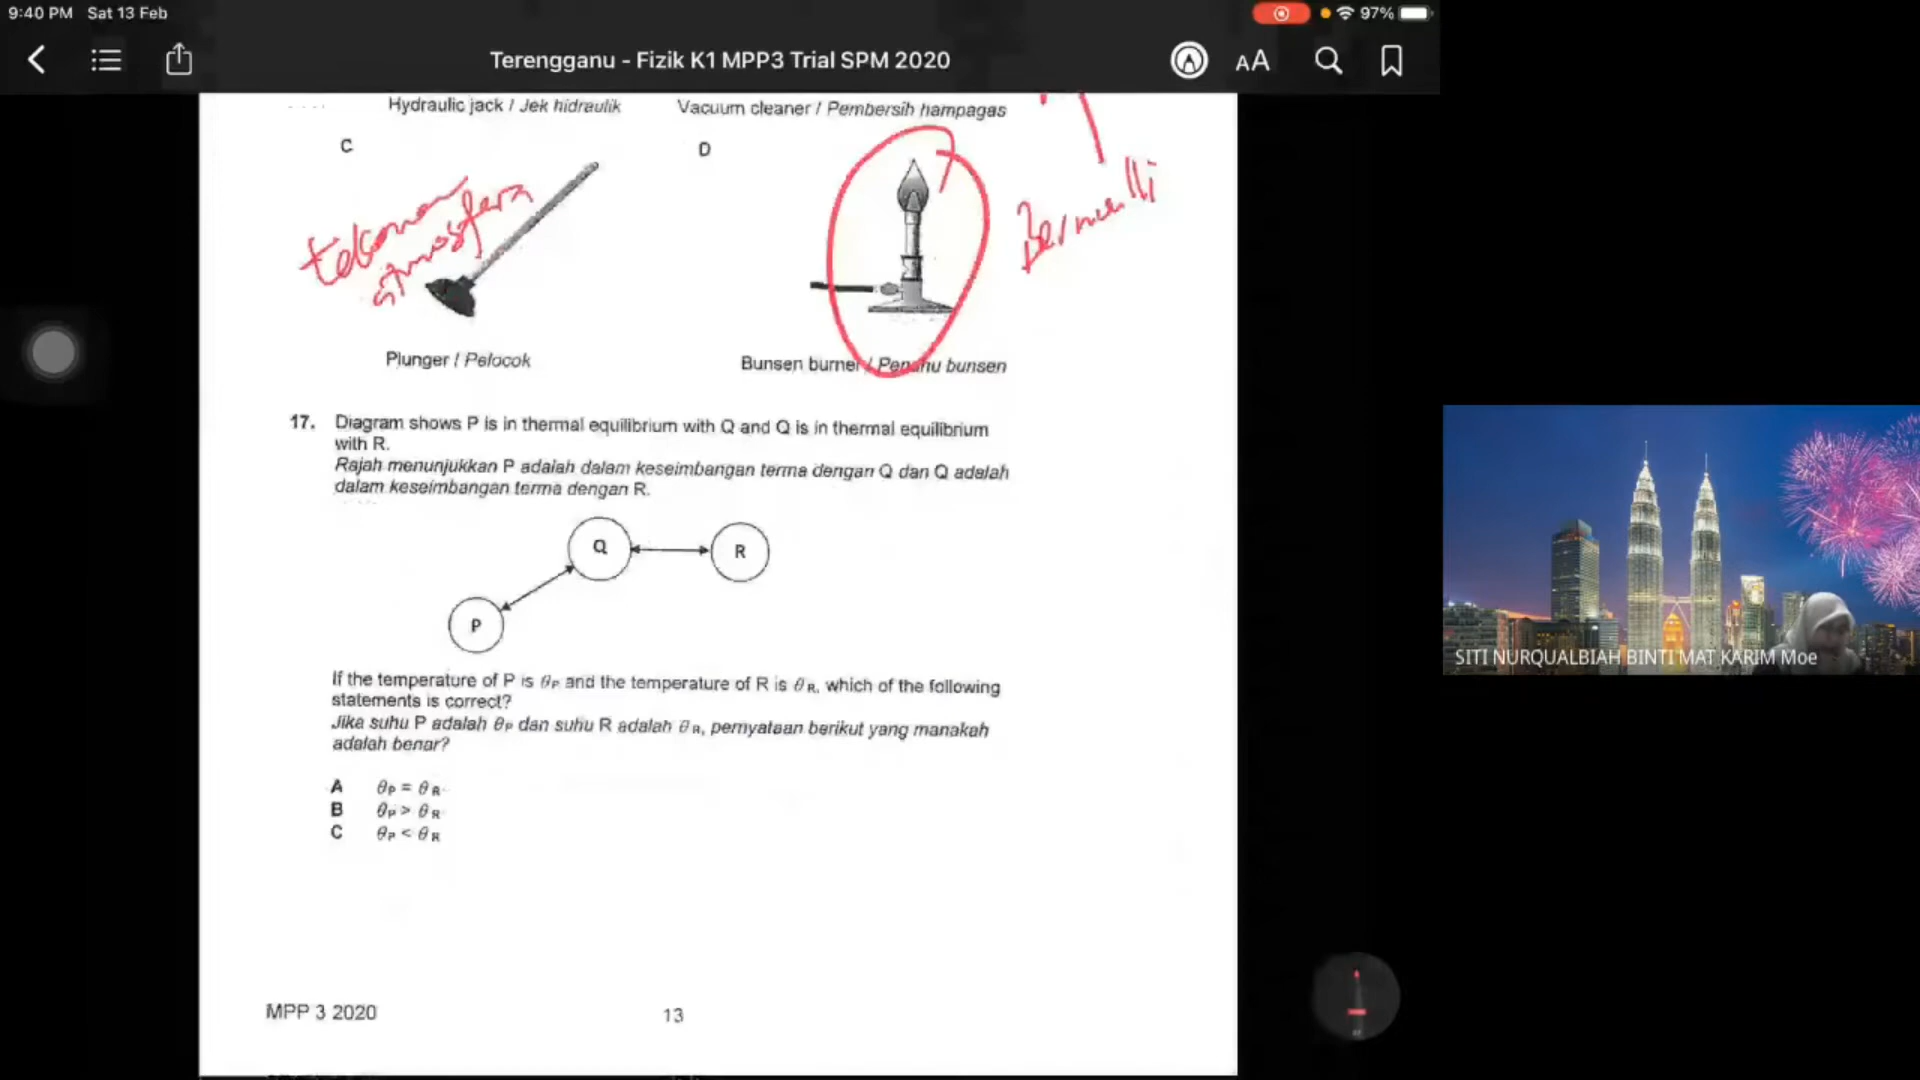 9:40 PM Sat 13 Feb
97%
Terengganu - Fizik K1 MPP3 Trial SPM 2020
AA
Hydraulic jack / Jek hidraulik
Vacuum cleaner / Pembersih hampagas
C
D
tekanan
atmosfera
Bernoulli
Plunger / Pelocok
Bunsen burner / Penunu bunsen
17. Diagram shows P is in thermal equilibrium with Q and Q is in thermal equilibrium
with R.
Rajah menunjukkan P adalah dalam keseimbangan terma dengan Q dan Q adalah
dalam keseimbangan terma dengan R.
Q
R
P
If the temperature of P is θP and the temperature of R is θR, which of the following
statements is correct?
Jika suhu P adalah θP dan suhu R adalah θR, pernyataan berikut yang manakah
adalah benar?
A θP = θR
B θP > θR
C θP < θR
MPP 3 2020
13
SITI NURQUALBIAH BINTI MAT KARIM Moe